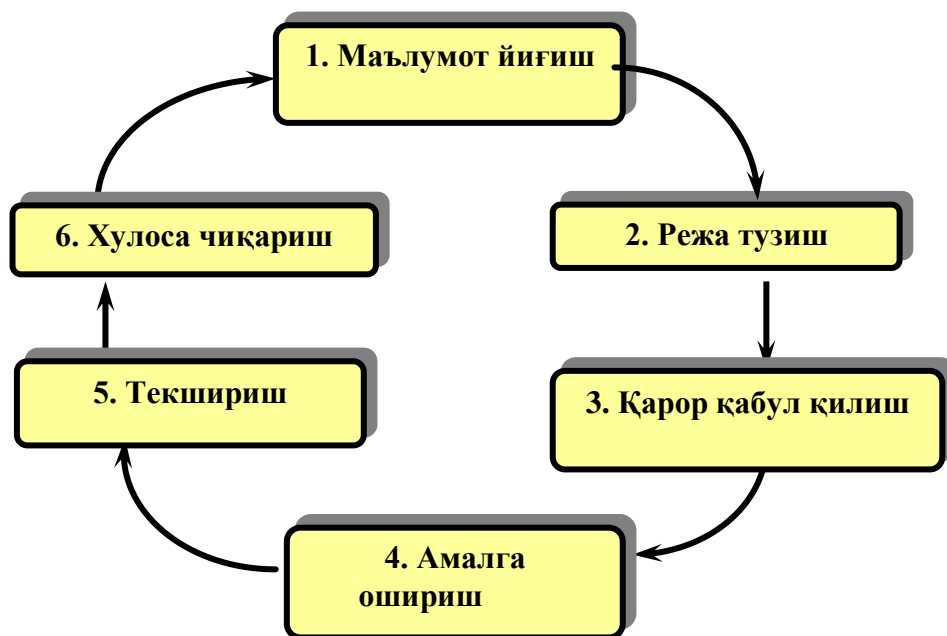 1. Маълумот йиғиш
2. Режа тузиш
3. Қарор қабул қилиш
4. Амалга
ошириш
5. Текшириш
6. Хулоса чиқариш